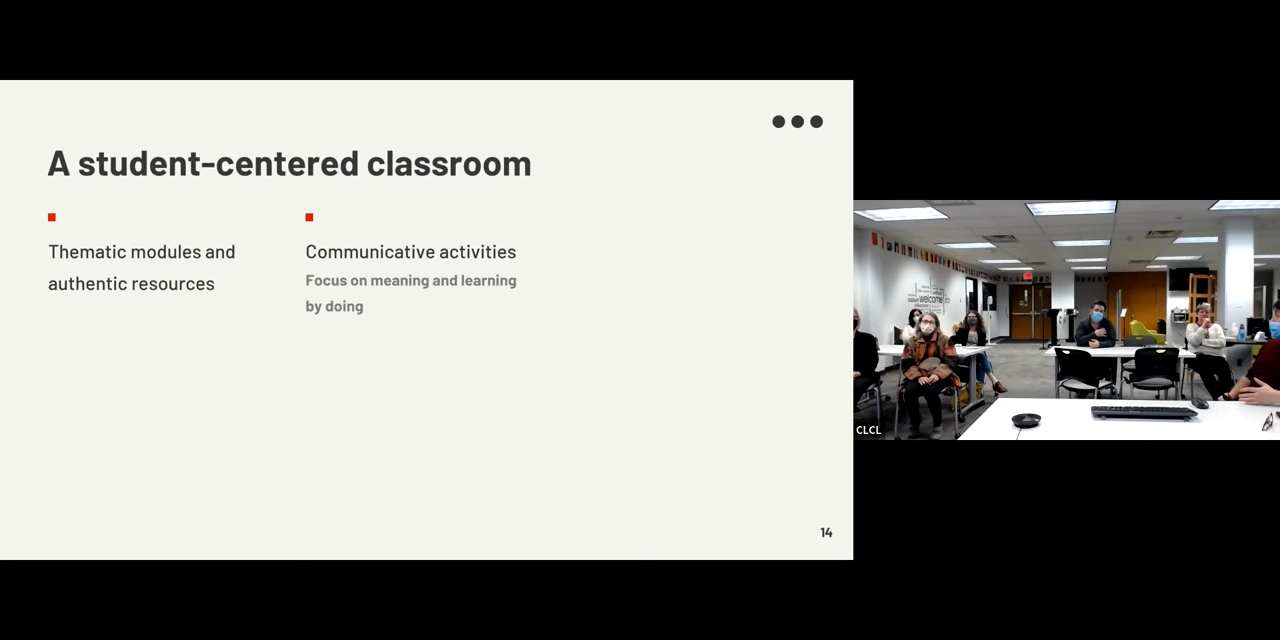 A student-centered classroom
Thematic modules and
authentic resources
Communicative activities
Focus on meaning and learning
by doing
14
welcome
CLCL